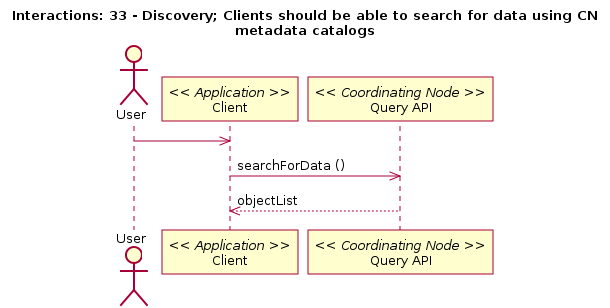 Interactions: 33 - Discovery; Clients should be able to search for data using CN
metadata catalogs
User
<< Application >>
Client
<< Coordinating Node >>
Query API
searchForData ()
objectList
User
<< Application >>
Client
<< Coordinating Node >>
Query API